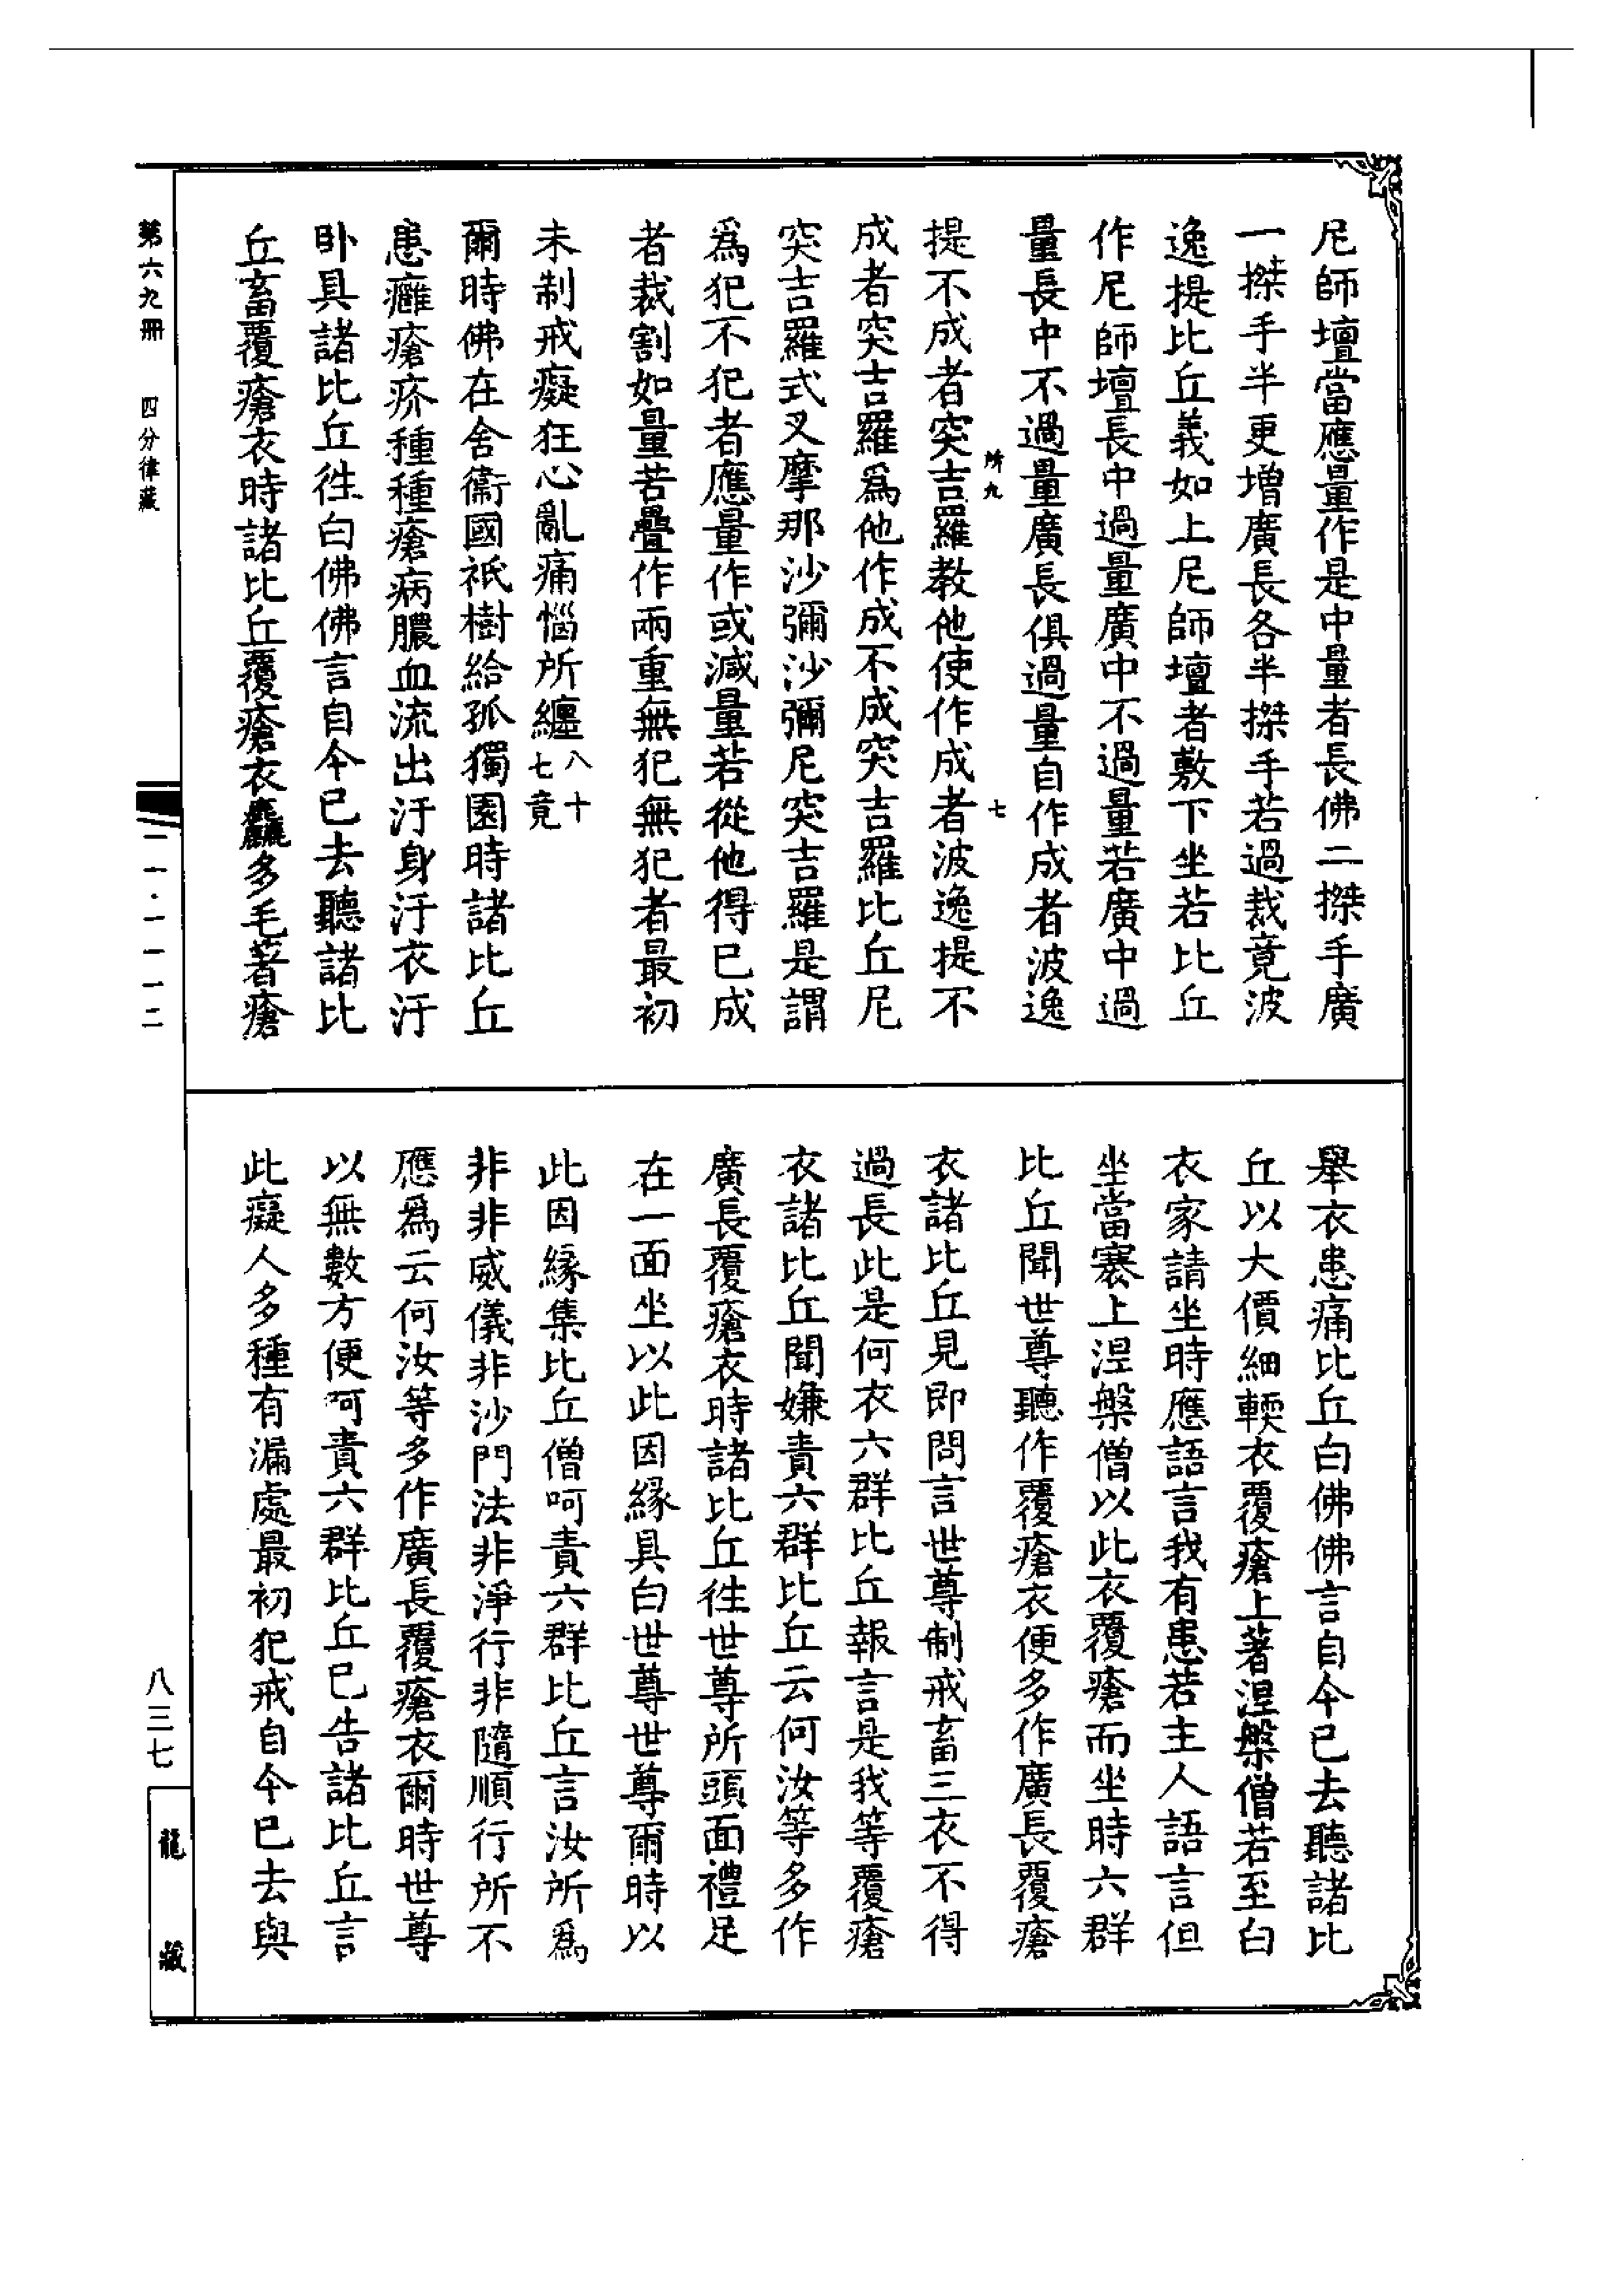 尼師壇當應量作是中量者長佛二搩手廣
一搩手半更增廣長各半搩手若過裁竟波
逸提比丘義如上尼師壇者敷下坐若比丘
作尼師壇長中過量廣中不過量若廣中過
量長中不過量廣長俱過量自作成者波逸
所九 七
提不成者突吉羅教他使作成者波逸提不
成者突吉羅爲他作成不成突吉羅比丘尼
突吉羅式叉摩那沙彌沙彌尼突吉羅是謂
爲犯不犯者應量作或減量若從他得已成
者裁割如量若疊作兩重無犯無犯者最初
未制戒癡狂心亂痛惱所纏八十七竟
爾時佛在舍衞國祇樹給孤獨園時諸比丘
患癰瘡疥種種瘡病膿血流出汙身汙衣汙
卧具諸比丘往白佛佛言自今已去聽諸比
丘畜覆瘡衣時諸比丘覆瘡衣麤多毛著瘡
舉衣患痛比丘白佛佛言自今已去聽諸比
丘以大價細輭衣覆瘡上著涅槃僧若至白
衣家請坐時應語言我有患若主人語言但
坐當褰上涅槃僧以此衣覆瘡而坐時六群
比丘聞世尊聽作覆瘡衣便多作廣長覆瘡
衣諸比丘見即問言世尊制戒畜三衣不得
過長此是何衣六群比丘報言是我等覆瘡
衣諸比丘聞嫌責六群比丘云何汝等多作
廣長覆瘡衣時諸比丘往世尊所頭面禮足
在一面坐以此因緣具白世尊世尊爾時以
此因緣集比丘僧呵責六群比丘言汝所爲
非非威儀非沙門法非淨行非隨順行所不
應爲云何汝等多作廣長覆瘡衣爾時世尊
以無數方便呵責六群比丘已告諸比丘言
此癡人多種有漏處最初犯戒自今已去與
第六九冊 四分律藏
一一·一一一二
八三七
龍藏